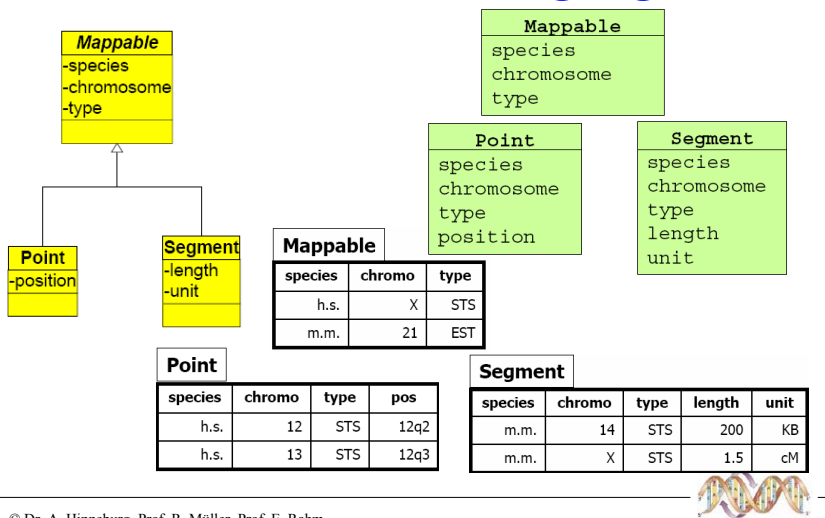 Mappable
-species
-chromosome
-type
Point
-position
Segment
-length
-unit
Mappable
species
chromosome
type
Point
species
chromosome
type
position
Segment
species
chromosome
type
length
unit
Mappable
species chromo type
h.s. X STS
m.m. 21 EST
Point
species chromo type pos
h.s. 12 STS 12q2
h.s. 13 STS 12q3
Segment
species chromo type length unit
m.m. 14 STS 200 KB
m.m. X STS 1.5 cM